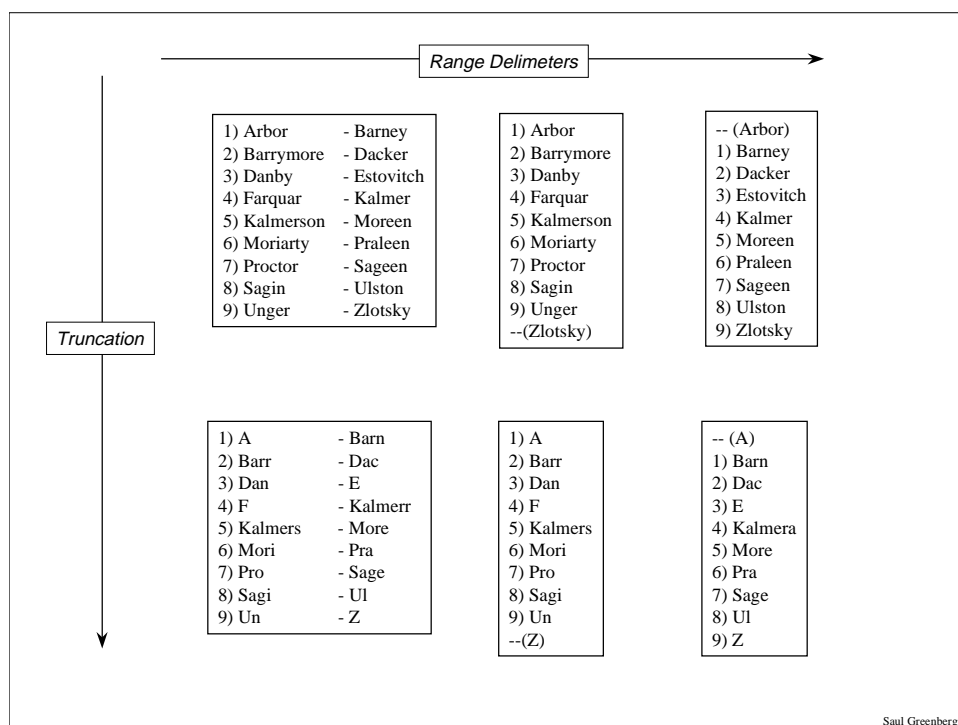 Range Delimeters
1) Arbor - Barney
2) Barrymore - Dacker
3) Danby - Estovitch
4) Farquar - Kalmer
5) Kalmerson - Moreen
6) Moriarty - Praleen
7) Proctor - Sageen
8) Sagin - Ulston
9) Unger - Zlotsky
1) Arbor
2) Barrymore
3) Danby
4) Farquar
5) Kalmerson
6) Moriarty
7) Proctor
8) Sagin
9) Unger
--(Zlotsky)
-- (Arbor)
1) Barney
2) Dacker
3) Estovitch
4) Kalmer
5) Moreen
6) Praleen
7) Sageen
8) Ulston
9) Zlotsky
Truncation
1) A - Barn
2) Barr - Dac
3) Dan - E
4) F - Kalmerr
5) Kalmers - More
6) Mori - Pra
7) Pro - Sage
8) Sagi - Ul
9) Un - Z
1) A
2) Barr
3) Dan
4) F
5) Kalmers
6) Mori
7) Pro
8) Sagi
9) Un
--(Z)
-- (A)
1) Barn
2) Dac
3) E
4) Kalmera
5) More
6) Pra
7) Sage
8) Ul
9) Z
Saul Greenberg